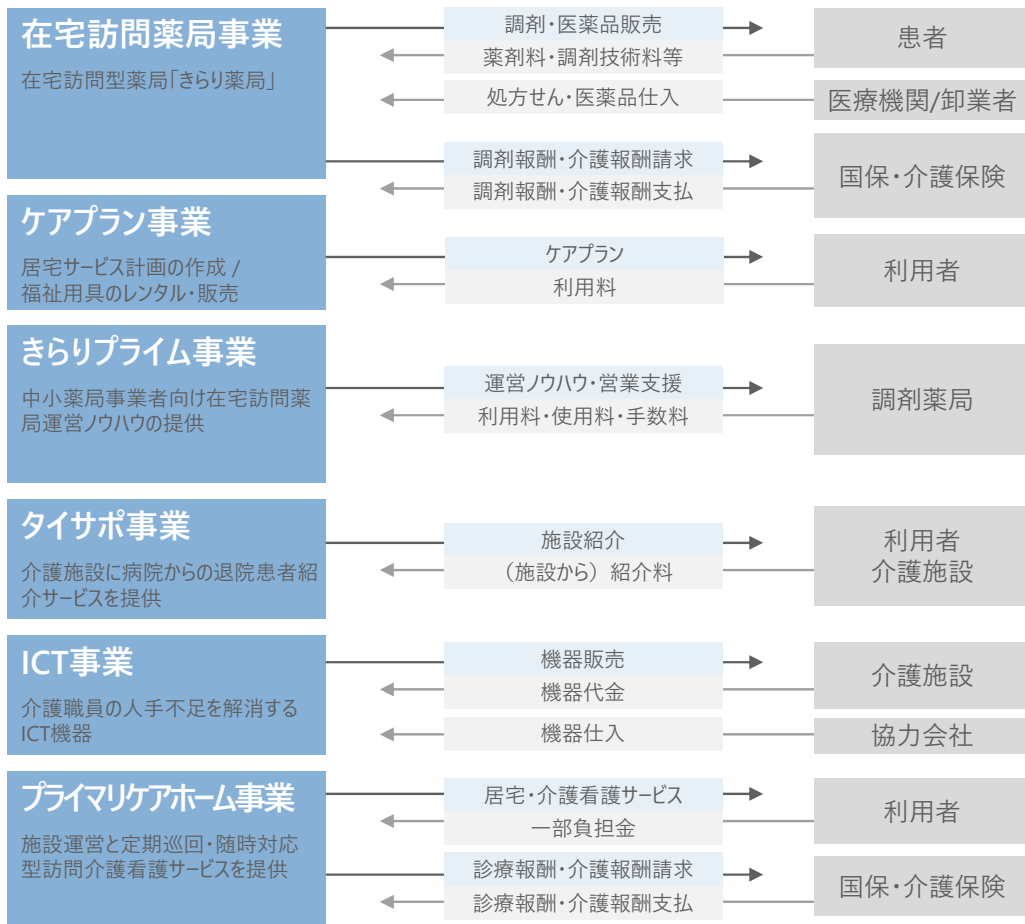 在宅訪問薬局事業
在宅訪問型薬局「きらり薬局」
調剤・医薬品販売
薬剤料・調剤技術料等
患者
処方せん・医薬品仕入
医療機関/卸業者
調剤報酬・介護報酬請求
調剤報酬・介護報酬支払
国保・介護保険
ケアプラン事業
居宅サービス計画の作成 /
福祉用具のレンタル・販売
ケアプラン
利用料
利用者
きらりプライム事業
中小薬局事業者向け在宅訪問薬
局運営ノウハウの提供
運営ノウハウ・営業支援
利用料・使用料・手数料
調剤薬局
タイサポ事業
介護施設に病院からの退院患者紹
介サービスを提供
施設紹介
（施設から）紹介料
利用者
介護施設
ICT事業
介護職員の人手不足を解消する
ICT機器
機器販売
機器代金
介護施設
機器仕入
協力会社
プライマリケアホーム事業
施設運営と定期巡回・随時対応
型訪問介護看護サービスを提供
居宅・介護看護サービス
一部負担金
利用者
診療報酬・介護報酬請求
診療報酬・介護報酬支払
国保・介護保険